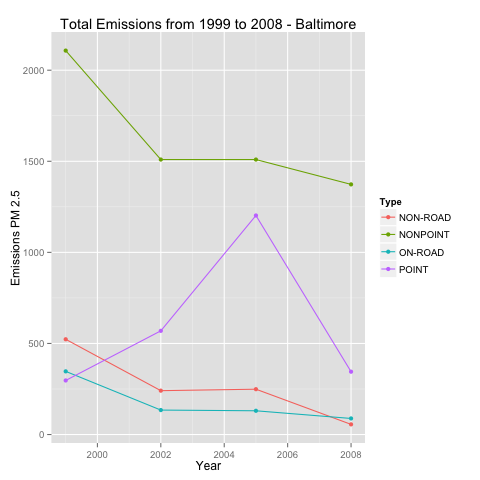 Total Emissions from 1999 to 2008 - Baltimore
Emissions PM 2.5
2000
1500
1000
500
0
2000 2002 2004 2006 2008
Year
Type
NON-ROAD
NONPOINT
ON-ROAD
POINT